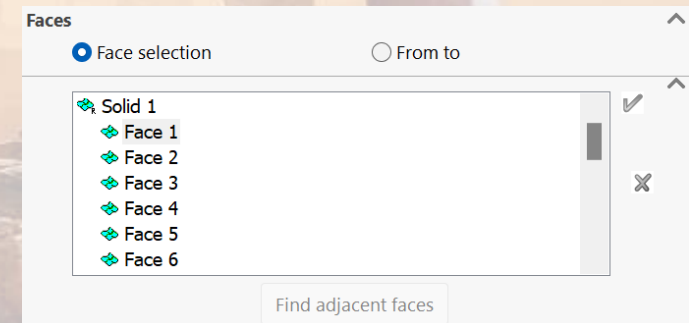 Faces
Face selection From to
Solid 1
Face 1
Face 2
Face 3
Face 4
Face 5
Face 6
Find adjacent faces